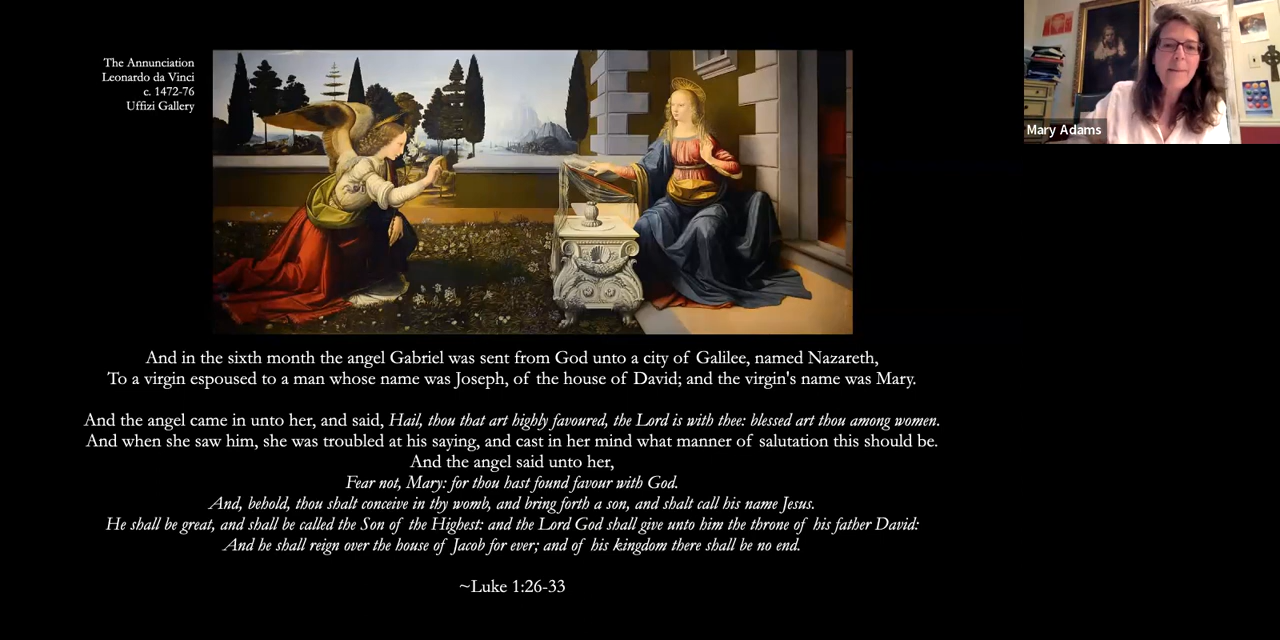 The Annunciation
Leonardo da Vinci
c. 1472-76
Uffizi Gallery
Mary Adams
And in the sixth month the angel Gabriel was sent from God unto a city of Galilee, named Nazareth,
To a virgin espoused to a man whose name was Joseph, of the house of David; and the virgin's name was Mary.
And the angel came in unto her, and said, Hail, thou that art highly favoured, the Lord is with thee: blessed art thou among women.
And when she saw him, she was troubled at his saying, and cast in her mind what manner of salutation this should be.
And the angel said unto her,
Fear not, Mary: for thou hast found favour with God.
And, behold, thou shalt conceive in thy womb, and bring forth a son, and shalt call his name Jesus.
He shall be great, and shall be called the Son of the Highest: and the Lord God shall give unto him the throne of his father David:
And he shall reign over the house of Jacob for ever; and of his kingdom there shall be no end.
~Luke 1:26-33